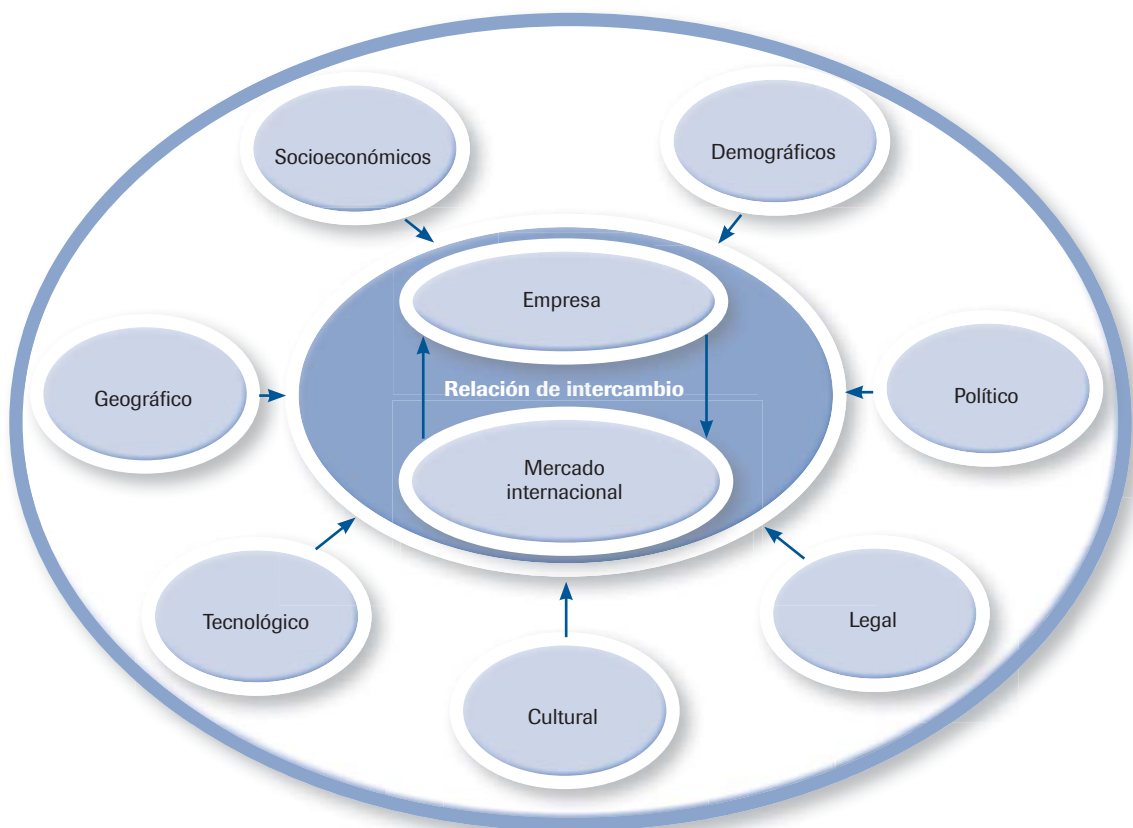 Socioeconómicos
Demográficos
Empresa
Geográfico
Relación de intercambio
Político
Mercado
internacional
Tecnológico
Legal
Cultural